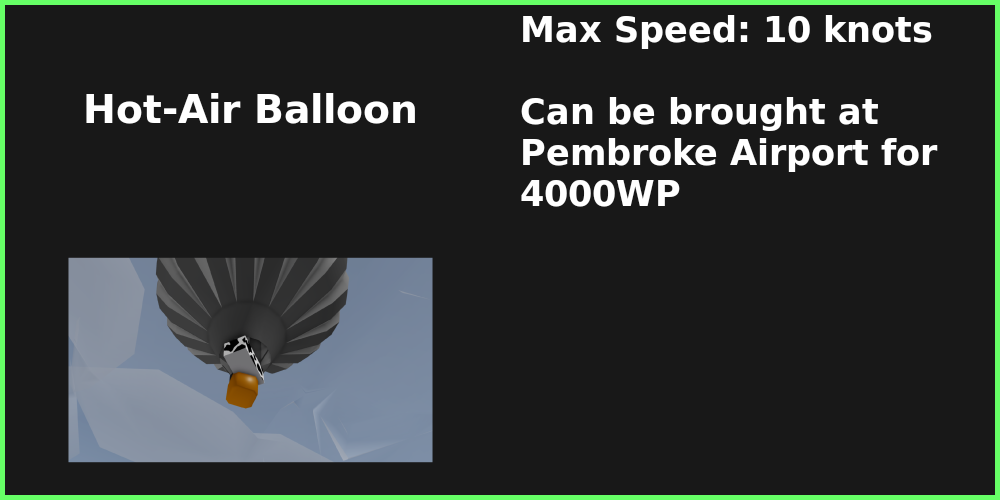 Hot-Air Balloon
Max Speed: 10 knots
Can be brought at
Pembroke Airport for
4000WP